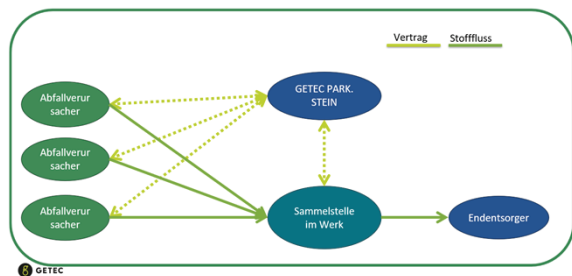 Vertrag
Stofffluss
Abfallverur
sacher
GETEC PARK.
STEIN
Abfallverur
sacher
Abfallverur
sacher
Sammelstelle
im Werk
Endentsorger
GETEC